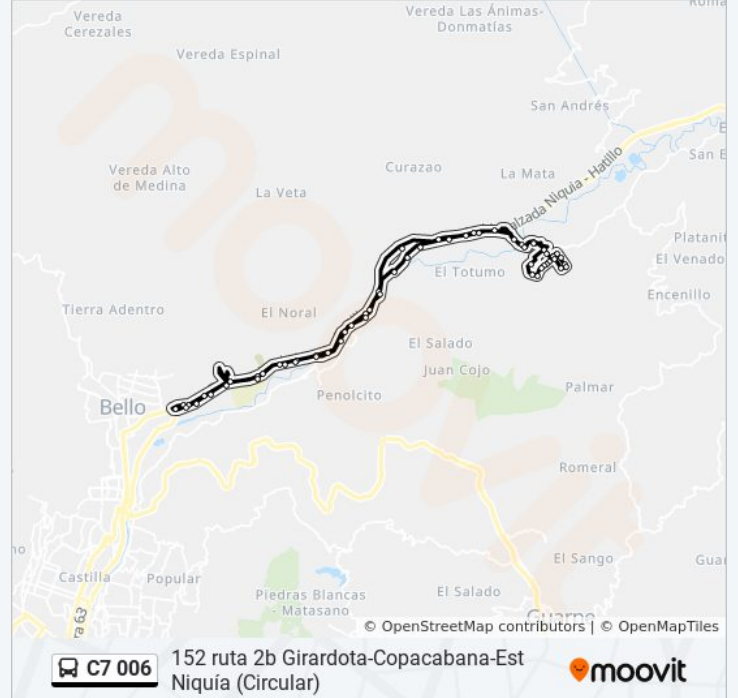 Vereda
Cerezales
Vereda Las Ánimas-
Donmatías
Vereda Espinal
San Andrés
Calzada Niquia - Hatillo
Curazao
La Mata
Vereda Alto
de Medina
La Veta
El Totumo
El Venado
Encenillo
Tierra Adentro
El Noral
El Salado
Juan Cojo
Palmar
Penolcito
Bello
Romeral
El Sango
Castilla
Popular
Piedras Blancas
- Matasano
El Salado
Guarne
moovit
© OpenStreetMap contributors | © OpenMapTiles
C7 006
152 ruta 2b Girardota-Copacabana-Est
Niquía (Circular)
moovit